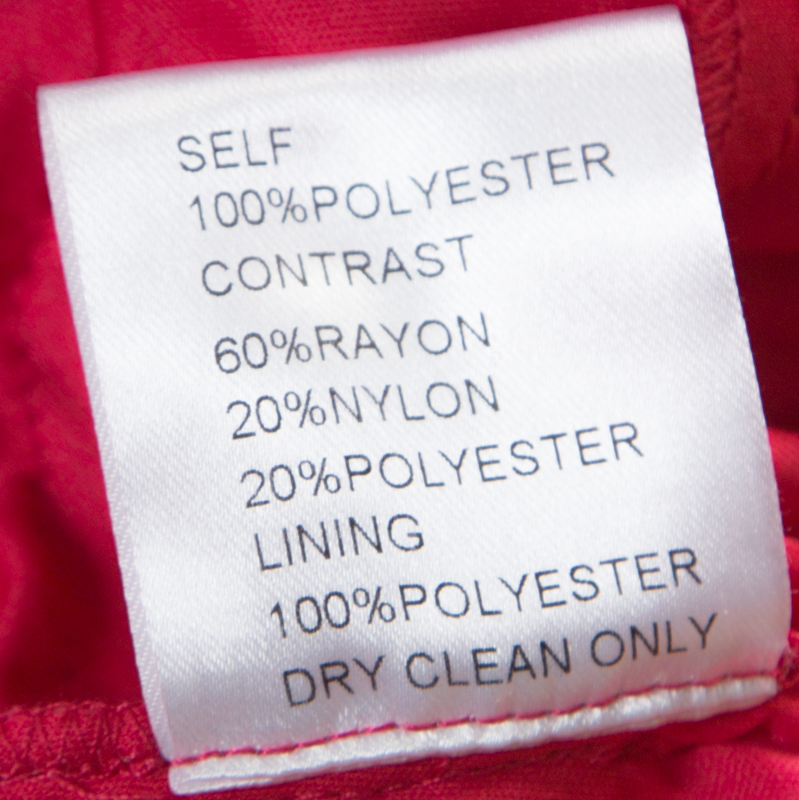 SELF
100%POLYESTER
CONTRAST
60%RAYON
20%NYLON
20%POLYESTER
LINING
100%POLYESTER
DRY CLEAN ONLY